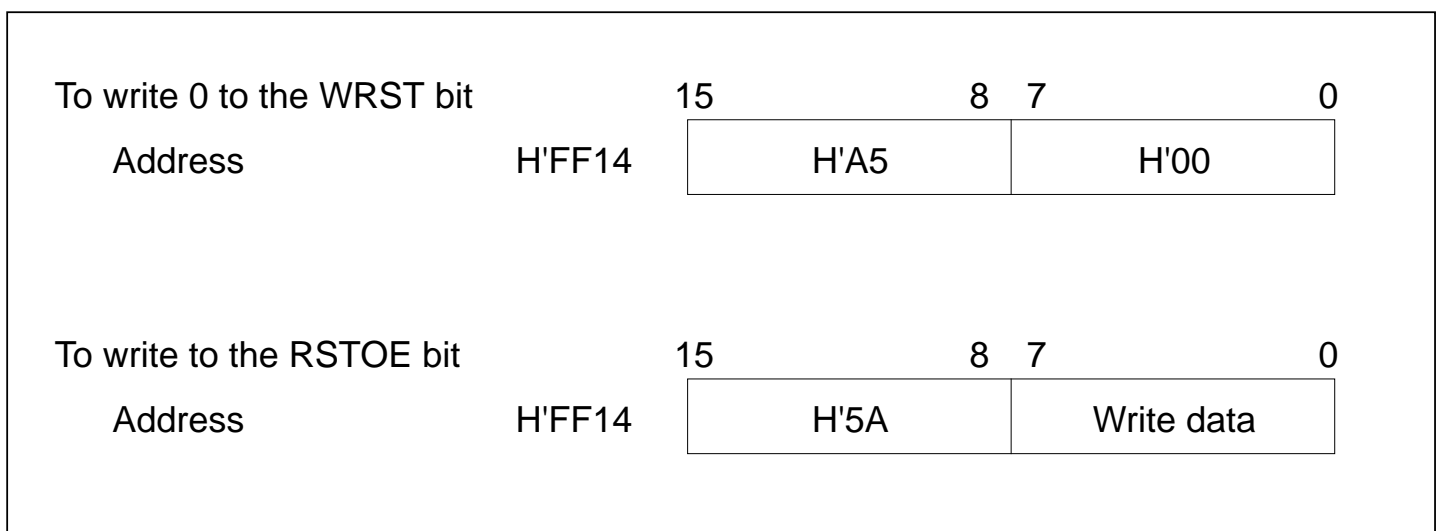 To write 0 to the WRST bit 15 8 7 0
Address H'FF14 H'A5 H'00
To write to the RSTOE bit 15 8 7 0
Address H'FF14 H'5A Write data